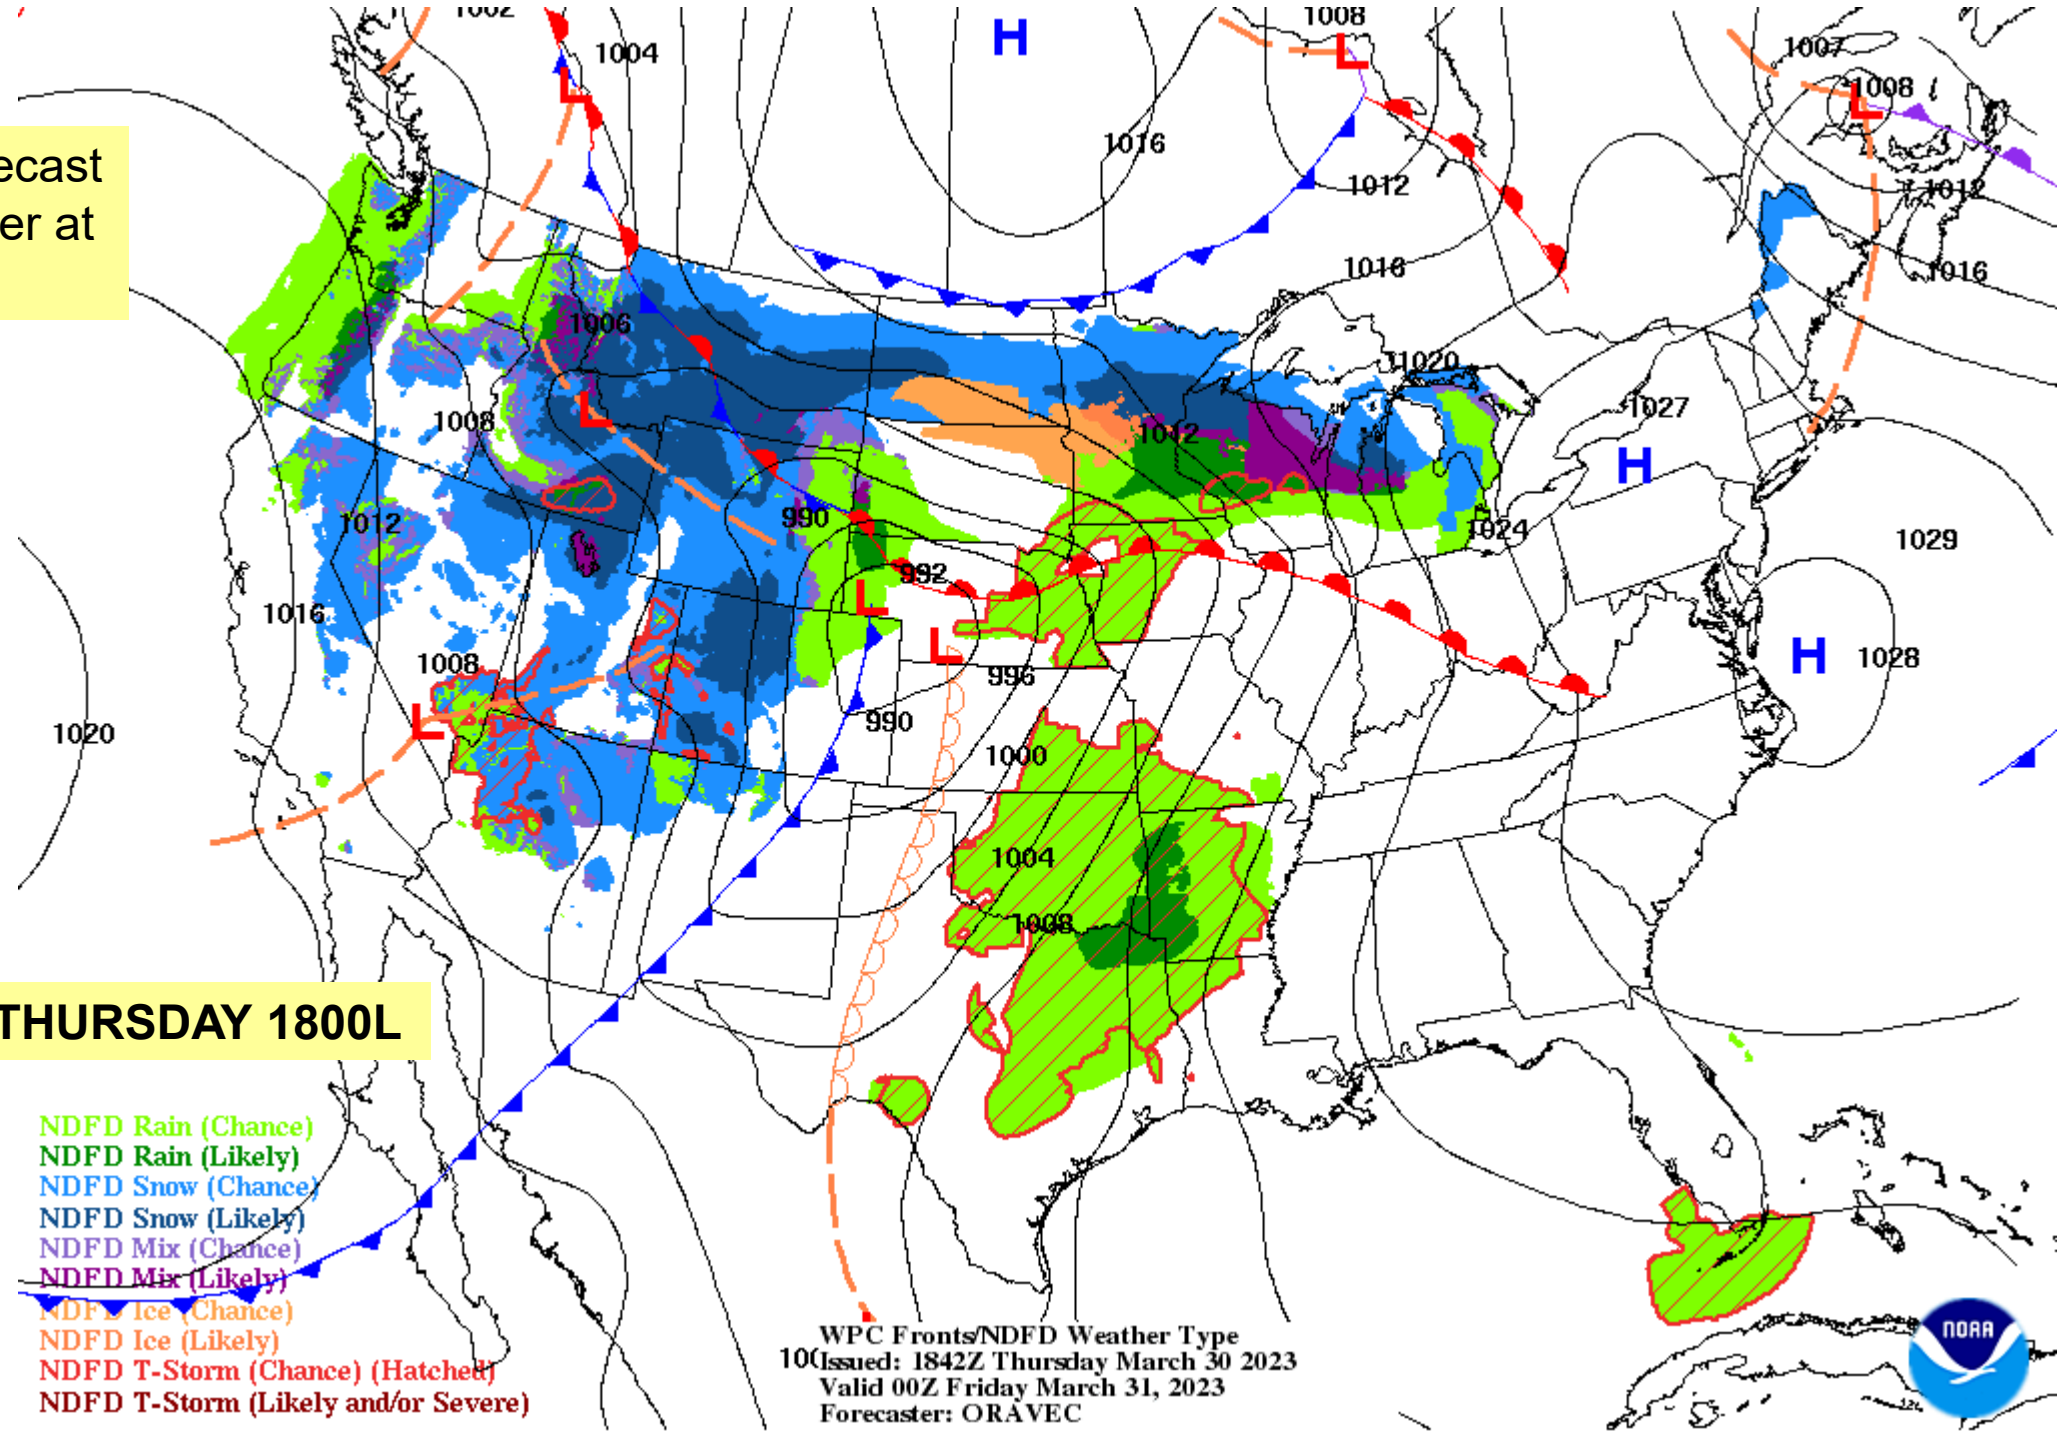 1002
1008
1004
H
1007
1008
1016
ecast
er at
1012
1012
1016
1016
1006
1020
1008
1027
1012
H
990
1012
1024
1029
992
1016
1008
H
1028
996
1020
990
1000
1004
1008
THURSDAY 1800L
NDFD Rain (Chance)
NDFD Rain (Likely)
NDFD Snow (Chance)
NDFD Snow (Likely)
NDFD Mix (Chance)
NDFD Mix (Likely)
NDFD Ice (Chance)
NDFD Ice (Likely)
NDFD T-Storm (Chance) (Hatched)
NDFD T-Storm (Likely and/or Severe)
WPC Fronts/NDFD Weather Type
100
Issued: 1842Z Thursday March 30 2023
Valid 00Z Friday March 31, 2023
Forecaster: ORAVEC
NOAA
L
L
L
L
L
L
L